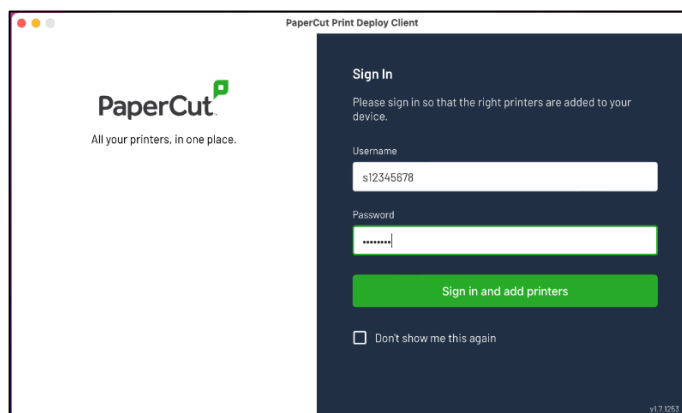 PaperCut Print Deploy Client
PaperCut
All your printers, in one place.
Sign In
Please sign in so that the right printers are added to your
device.
Username
s12345678
Password
••••••••
Sign in and add printers
Don't show me this again
v1.7.1253